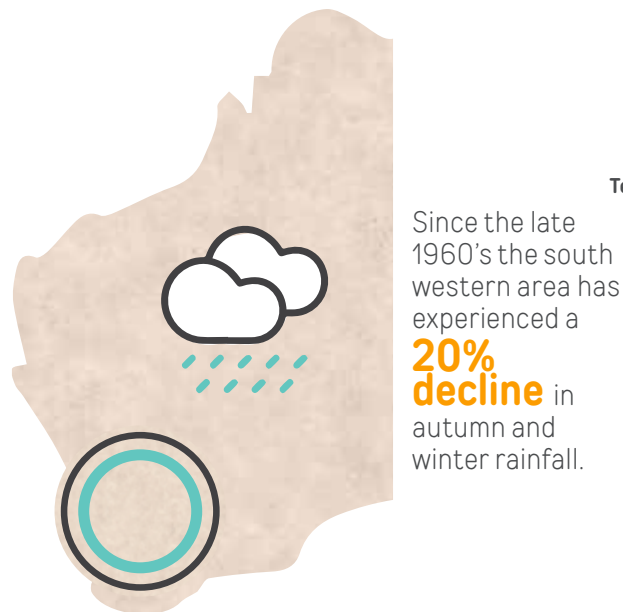 Since the late
1960's the south
western area has
experienced a
20%
decline in
autumn and
winter rainfall.